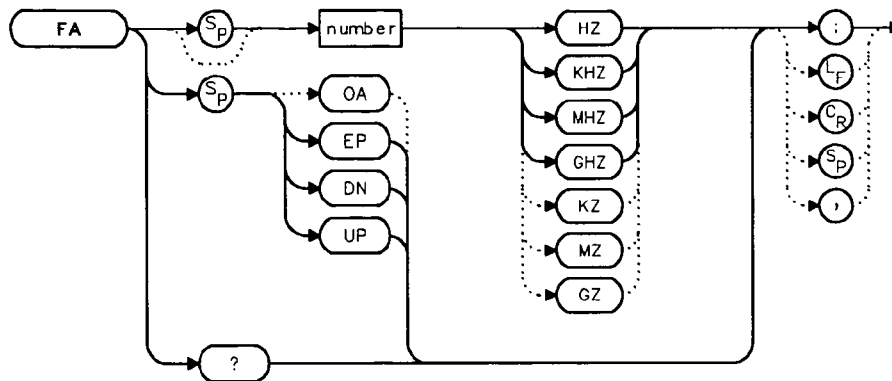 FA
SP
number
HZ
KHZ
MHZ
GHZ
KZ
MZ
GZ
SP
OA
EP
DN
UP
?
;
LF
CR
SP
,